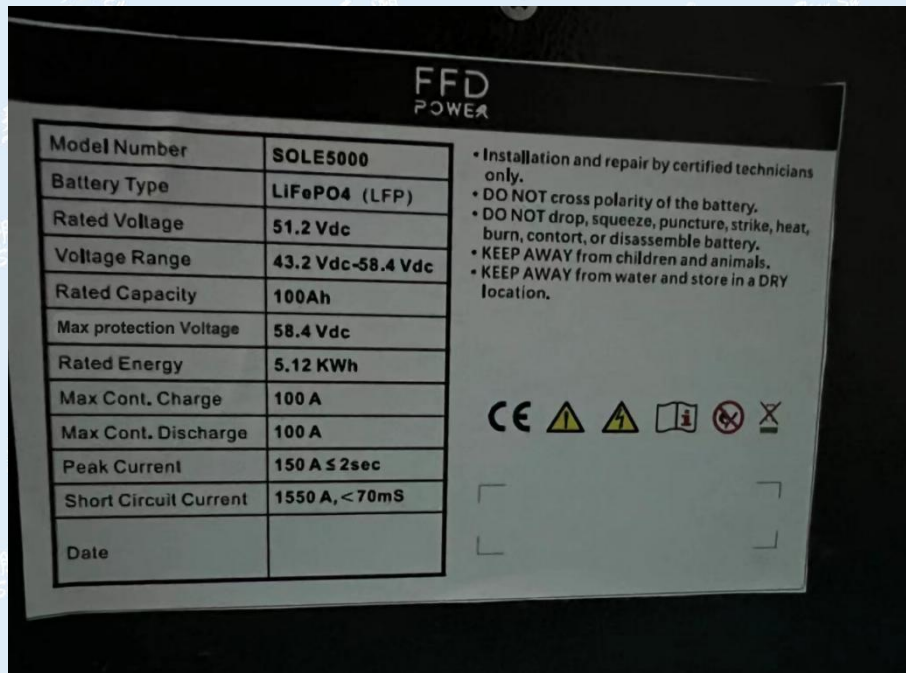 FFD
POWER
Model Number SOLE5000
Battery Type LiFePO4 (LFP)
Rated Voltage 51.2 Vdc
Voltage Range 43.2 Vdc-58.4 Vdc
Rated Capacity 100Ah
Max protection Voltage 58.4 Vdc
Rated Energy 5.12 KWh
Max Cont. Charge 100 A
Max Cont. Discharge 100 A
Peak Current 150 A ≤ 2sec
Short Circuit Current 1550 A, <70mS
Date
• Installation and repair by certified technicians
only.
• DO NOT cross polarity of the battery.
• DO NOT drop, squeeze, puncture, strike, heat,
burn, contort, or disassemble battery.
• KEEP AWAY from children and animals.
• KEEP AWAY from water and store in a DRY
location.
CE